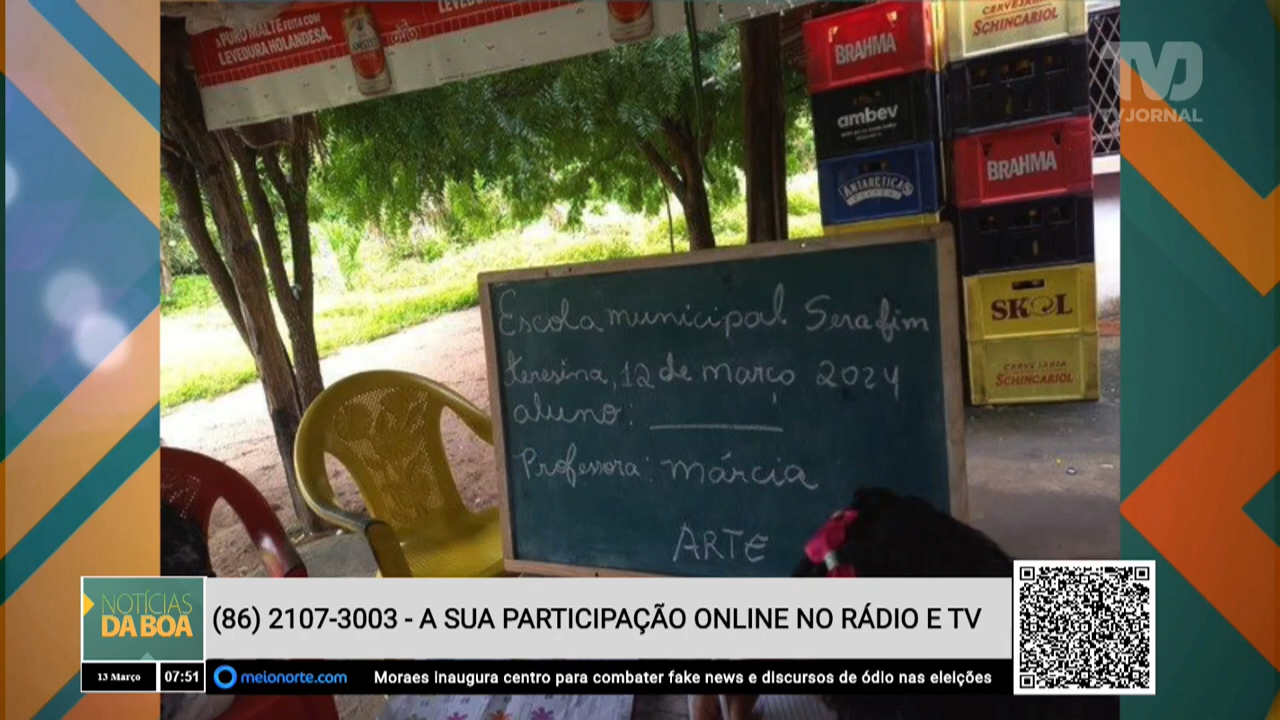 PURO MALTE FEITA COM
LEVEDURA HOLANDESA.
BRAHMA
ambev
ANTARCTICA
CERVEJARIA
SCHINCARIOL
BRAHMA
SKOL
CERVEJARIA
SCHINCARIOL
TVJ
TV JORNAL
Escola municipal Serafim
teresina, 12 de março 2024
aluno: __________
Professora: Márcia
ARTE
NOTÍCIAS
DA BOA
(86) 2107-3003 - A SUA PARTICIPAÇÃO ONLINE NO RÁDIO E TV
13 Março
07:51
meionorte.com
Moraes inaugura centro para combater fake news e discursos de ódio nas eleições